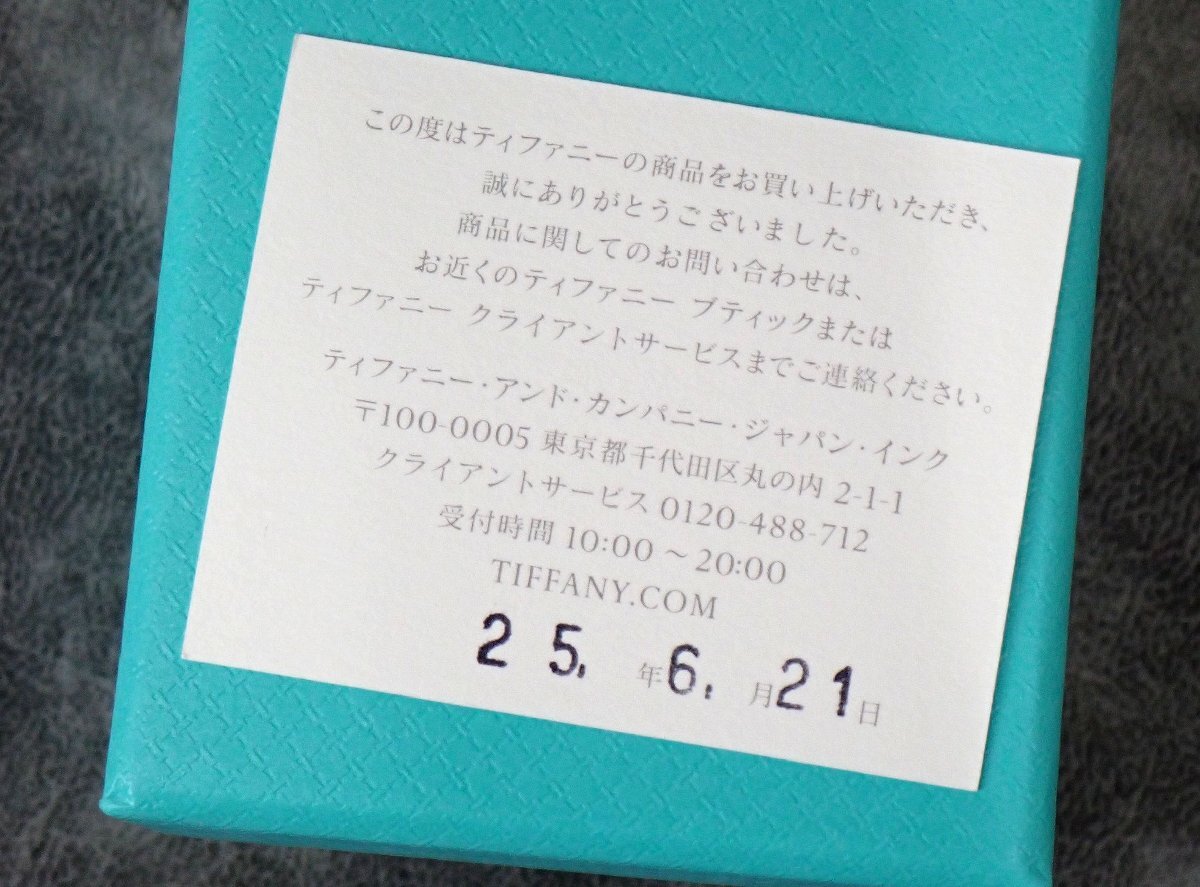 この度はティファニーの商品をお買い上げいただき、
誠にありがとうございました。
商品に関してのお問い合わせは、
お近くのティファニー ブティックまたは
ティファニー クライアントサービスまでご連絡ください。
ティファニー・アンド・カンパニー・ジャパン・インク
〒100-0005 東京都千代田区丸の内 2-1-1
クライアントサービス 0120-488-712
受付時間 10:00 〜 20:00
TIFFANY.COM
25. 年6. 月21日